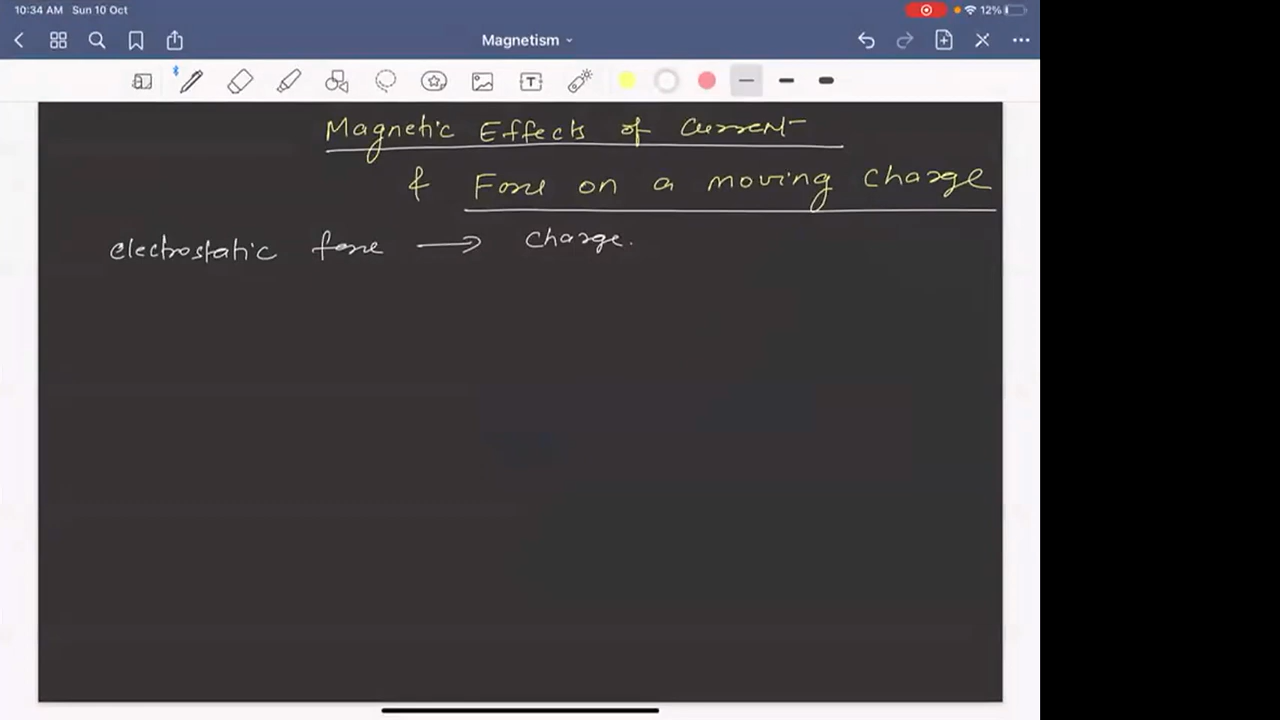 10:34 AM Sun 10 Oct 12%
Magnetism
T
Magnetic Effects of Current
& Force on a moving charge
electrostatic force → charge.